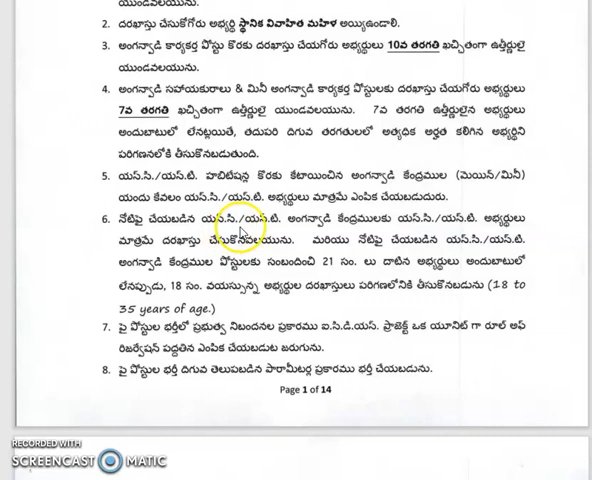 యుండవలయును.
2. దరఖాస్తు చేసుకోగోరు అభ్యర్థి స్థానిక వివాహిత మహిళ అయ్యిఉండాలి.
3. అంగన్వాడి కార్యకర్త పోస్టు కొరకు దరఖాస్తు చేయగోరు అభ్యర్థులు 10వ తరగతి ఖచ్చితంగా ఉత్తీర్ణులై
యుండవలయును.
4. అంగన్వాడి సహాయకురాలు & మినీ అంగన్వాడి కార్యకర్త పోస్టులకు దరఖాస్తు చేయగోరు అభ్యర్థులు
7వ తరగతి ఖచ్చితంగా ఉత్తీర్ణులై యుండవలయును. 7వ తరగతి ఉత్తీర్ణులైన అభ్యర్థులు
అందుబాటులో లేనట్లయితే, తదుపరి దిగువ తరగతులలో అత్యధిక అర్హత కలిగిన అభ్యర్థిని
పరిగణనలోకి తీసుకొనబడుతుంది.
5. యస్.సి./యస్.టి. హబిటేషన్ల కొరకు కేటాయించిన అంగన్వాడి కేంద్రముల (మెయిన్/మినీ)
యందు కేవలం యస్.సి./యస్.టి. అభ్యర్థులు మాత్రమే ఎంపిక చేయబడుదురు.
6. నోటిఫై చేయబడిన యస్.సి./యస్.టి. అంగన్వాడి కేంద్రములకు యస్.సి./యస్.టి. అభ్యర్థులు
మాత్రమే దరఖాస్తు చేసుకొనవలయును. మరియు నోటిఫై చేయబడిన యస్.సి./యస్.టి.
అంగన్వాడి కేంద్రముల పోస్టులకు సంబందించి 21 సం. లు దాటిన అభ్యర్థులు అందుబాటులో
లేనప్పుడు, 18 సం. వయస్సున్న అభ్యర్థుల దరఖాస్తులు పరిగణలోనికి తీసుకొనబడును (18 to
35 years of age.)
7. పై పోస్టుల భర్తీలో ప్రభుత్వ నిబందనల ప్రకారము ఐ.సి.డి.యస్. ప్రాజెక్ట్ ఒక యూనిట్ గా రూల్ అఫ్
రిజర్వేషన్ పద్దతిన ఎంపిక చేయబడుట జరుగును.
8. పై పోస్టుల భర్తీ దిగువ తెలుపబడిన పారామీటర్ల ప్రకారము భర్తీ చేయబడును.
Page 1 of 14
RECORDED WITH
SCREENCAST MATIC